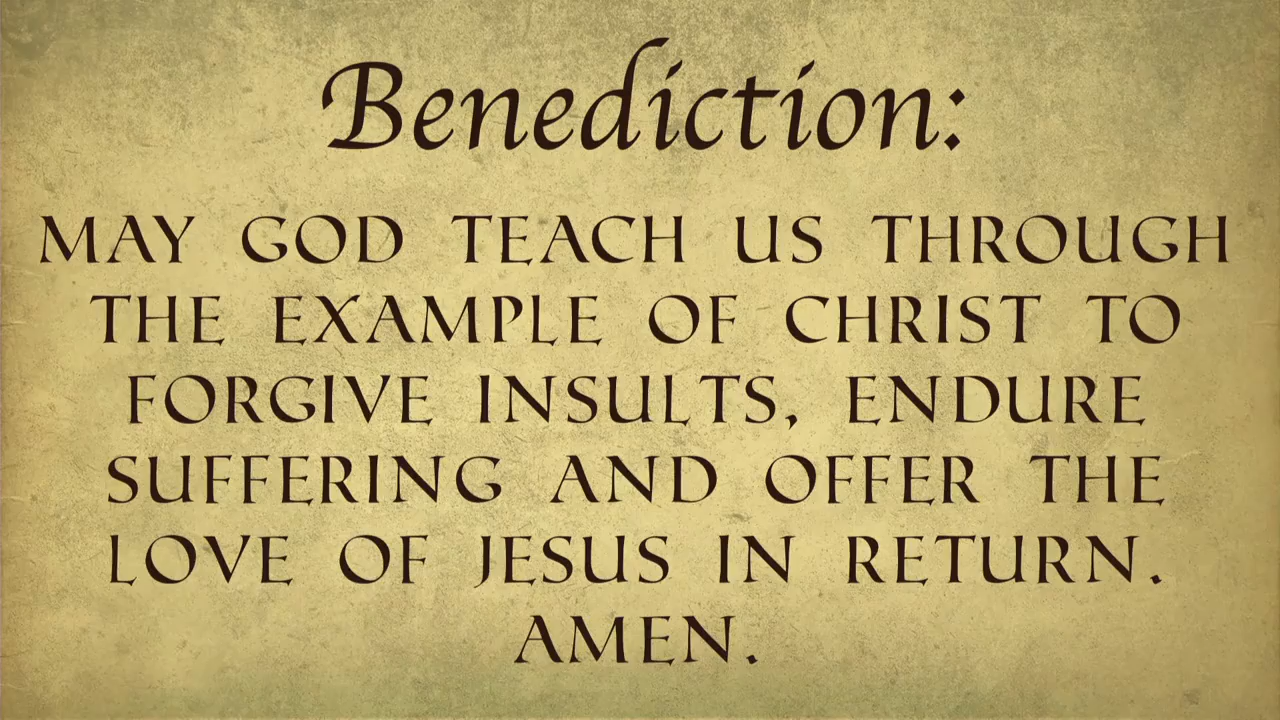 Benediction:
MAY GOD TEACH US THROUGH
THE EXAMPLE OF CHRIST TO
FORGIVE INSULTS, ENDURE
SUFFERING AND OFFER THE
LOVE OF JESUS IN RETURN.
AMEN.